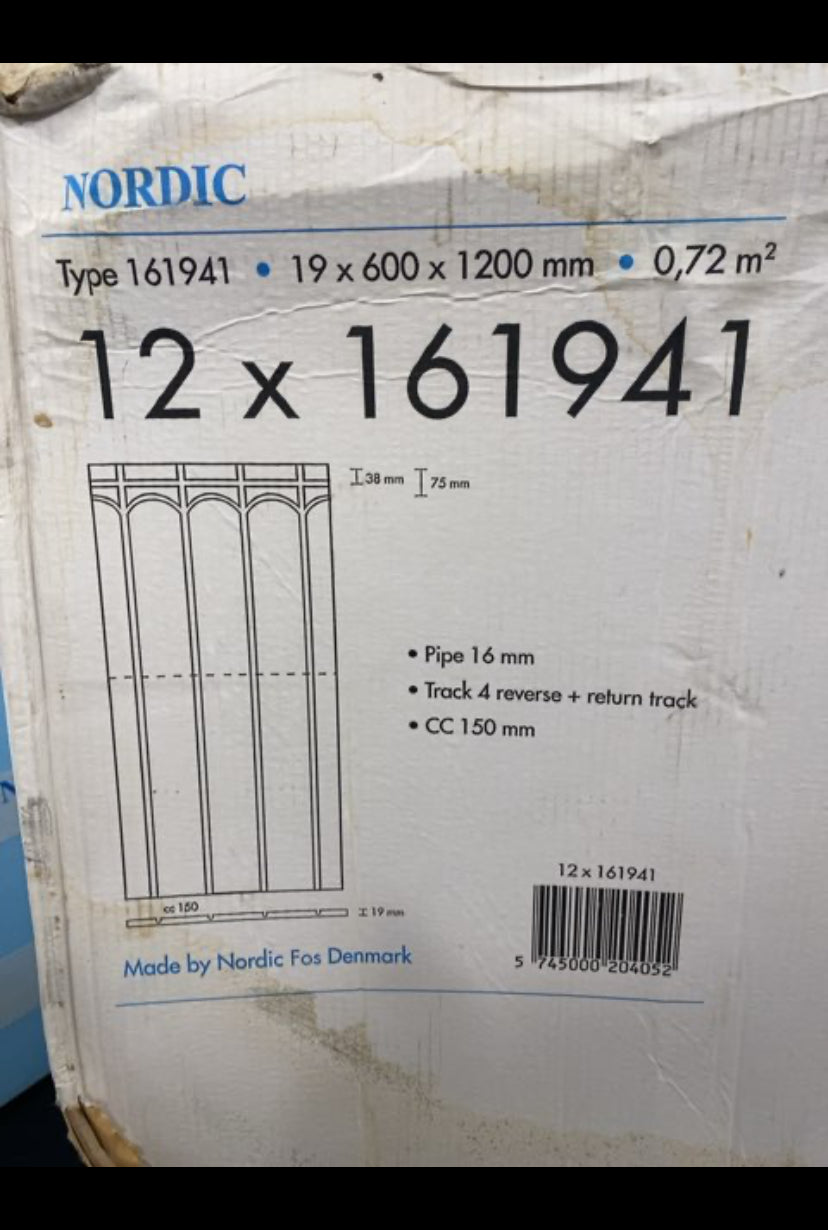 NORDIC
Type 161941 • 19 x 600 x 1200 mm • 0,72 m²
12 x 161941
38 mm 75 mm
• Pipe 16 mm
• Track 4 reverse + return track
• CC 150 mm
12 x 161941
cc 150
19 mm
5 745000 204052
Made by Nordic Fos Denmark
N